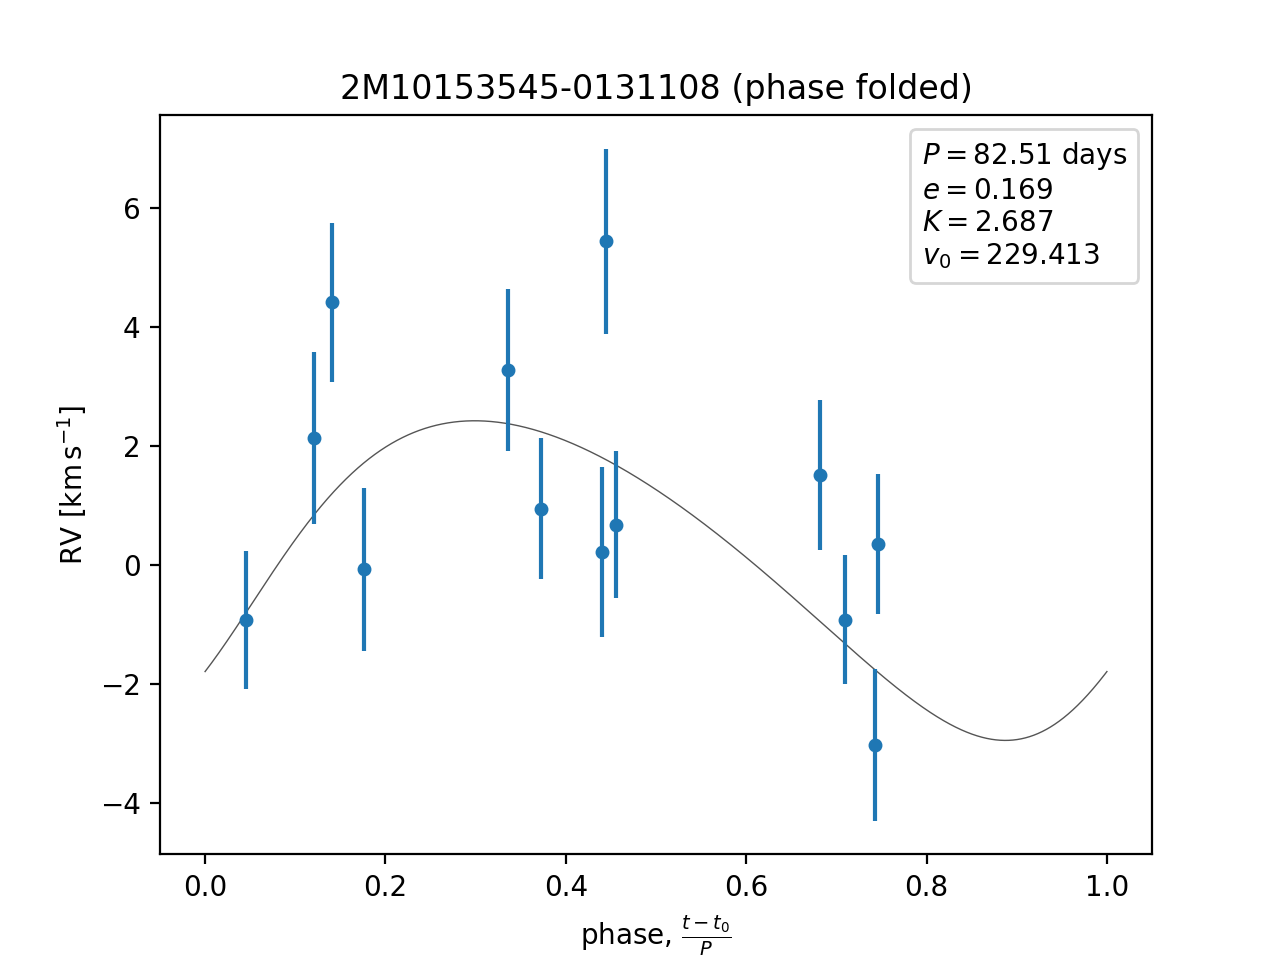 2M10153545-0131108 (phase folded)
P = 82.51 days
e = 0.169
K = 2.687
v₀ = 229.413
RV [km s⁻¹]
6
4
2
0
−2
−4
0.0 0.2 0.4 0.6 0.8 1.0
phase, (t − t₀)/P